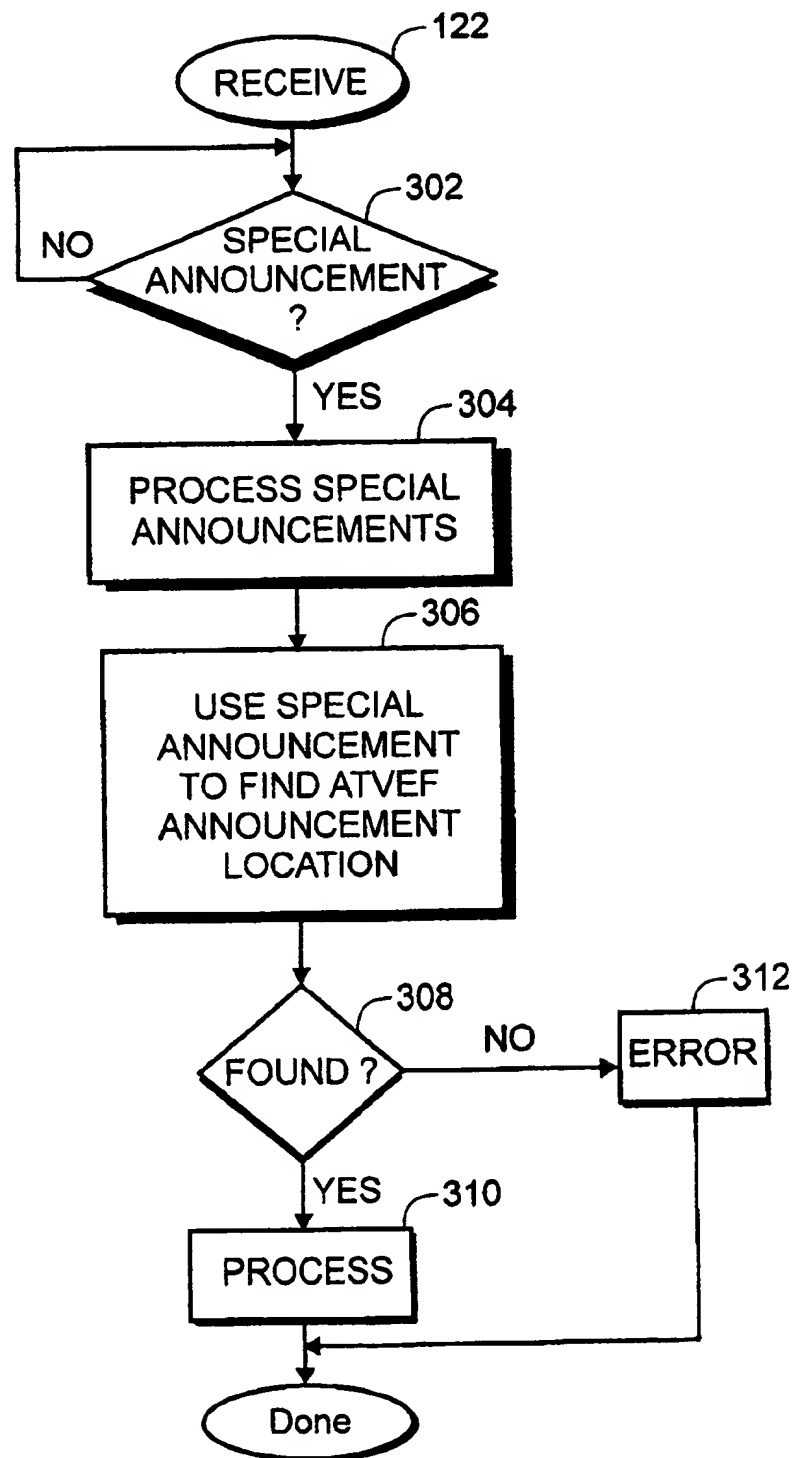 122
RECEIVE
302
NO
SPECIAL
ANNOUNCEMENT
?
YES
304
PROCESS SPECIAL
ANNOUNCEMENTS
306
USE SPECIAL
ANNOUNCEMENT
TO FIND ATVEF
ANNOUNCEMENT
LOCATION
308
312
FOUND ?
NO
ERROR
YES
310
PROCESS
Done